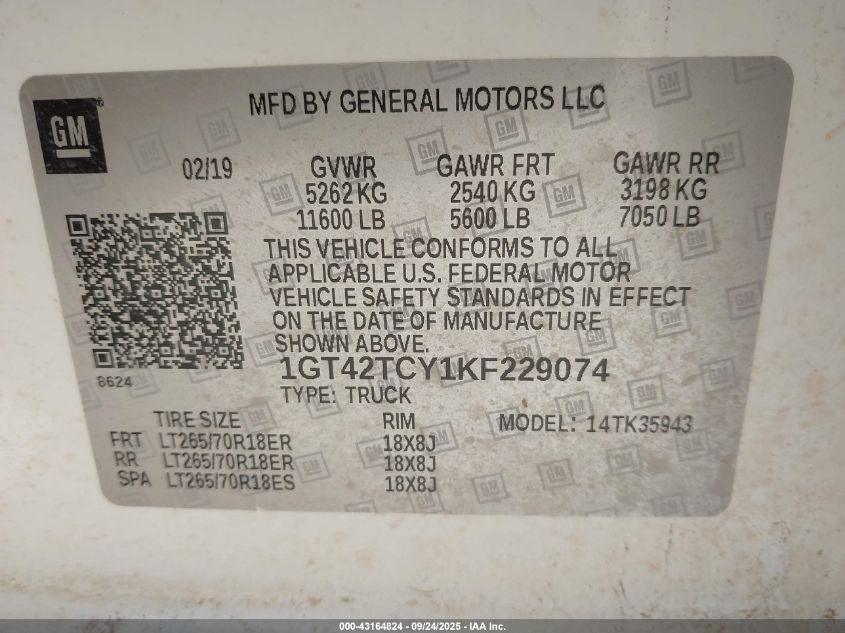 GM
MFD BY GENERAL MOTORS LLC
02/19 GVWR GAWR FRT GAWR RR
5262 KG 2540 KG 3198 KG
11600 LB 5600 LB 7050 LB
THIS VEHICLE CONFORMS TO ALL
APPLICABLE U.S. FEDERAL MOTOR
VEHICLE SAFETY STANDARDS IN EFFECT
ON THE DATE OF MANUFACTURE
SHOWN ABOVE.
8624
1GT42TCY1KF229074
TYPE: TRUCK
TIRE SIZE RIM MODEL: 14TK35943
FRT LT265/70R18ER 18X8J
RR LT265/70R18ER 18X8J
SPA LT265/70R18ES 18X8J
000-43164824 - 09/24/2025 - IAA Inc.